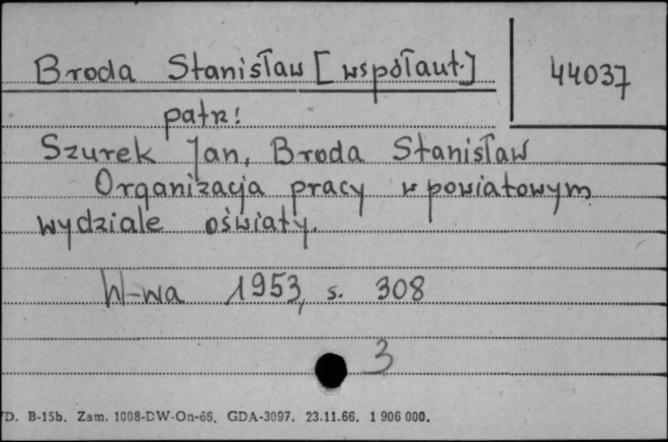 Broda Stanisław [współaut.] 44037
patrz:
Szurek Jan, Broda Stanisław
Organizacja pracy w powiatowym
wydziale oświaty.
W-wa 1953, s. 308
3
D. B-15b. Zam. 1008-DW-On-66. GDA-3097. 23.11.66. 1 906 000.